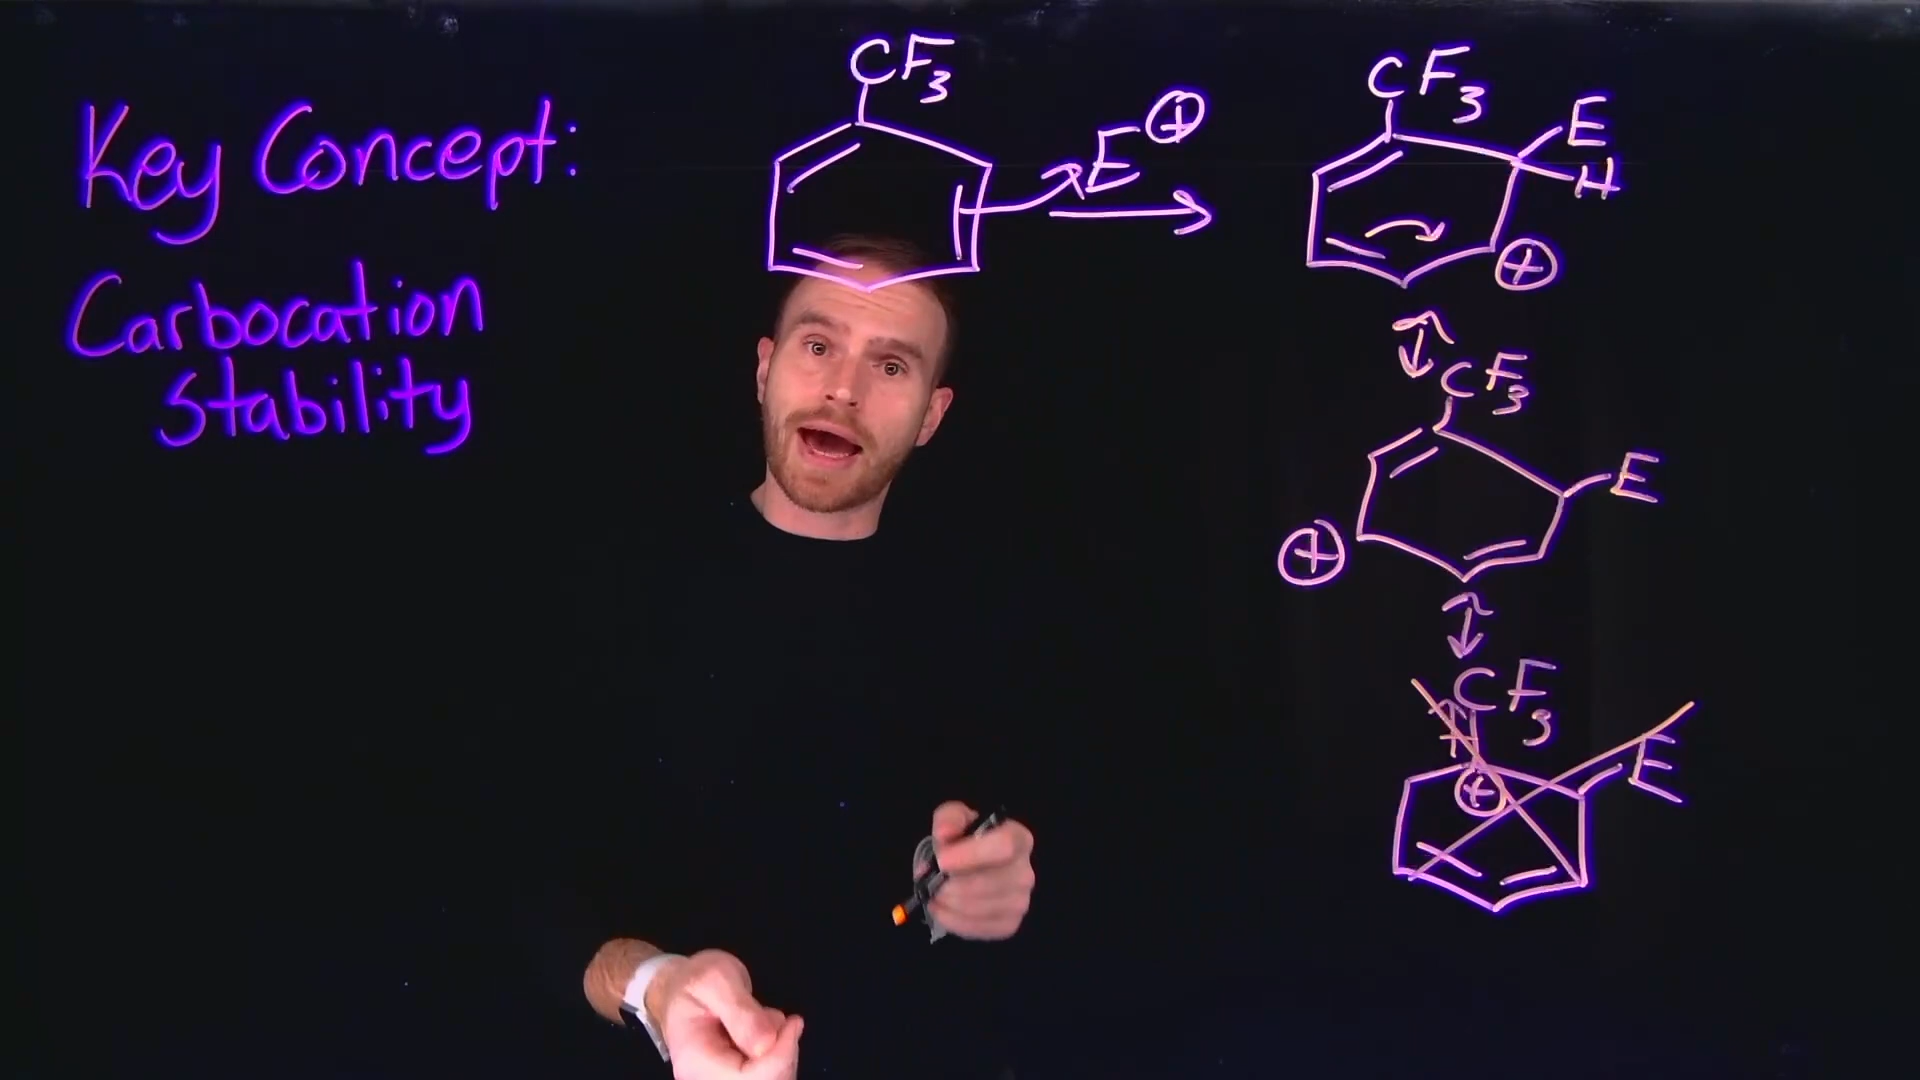 Key Concept:
Carbocation
Stability
CF3
E⊕
CF3
E
H
⊕
CF3
E
⊕
CF3
⊕
E